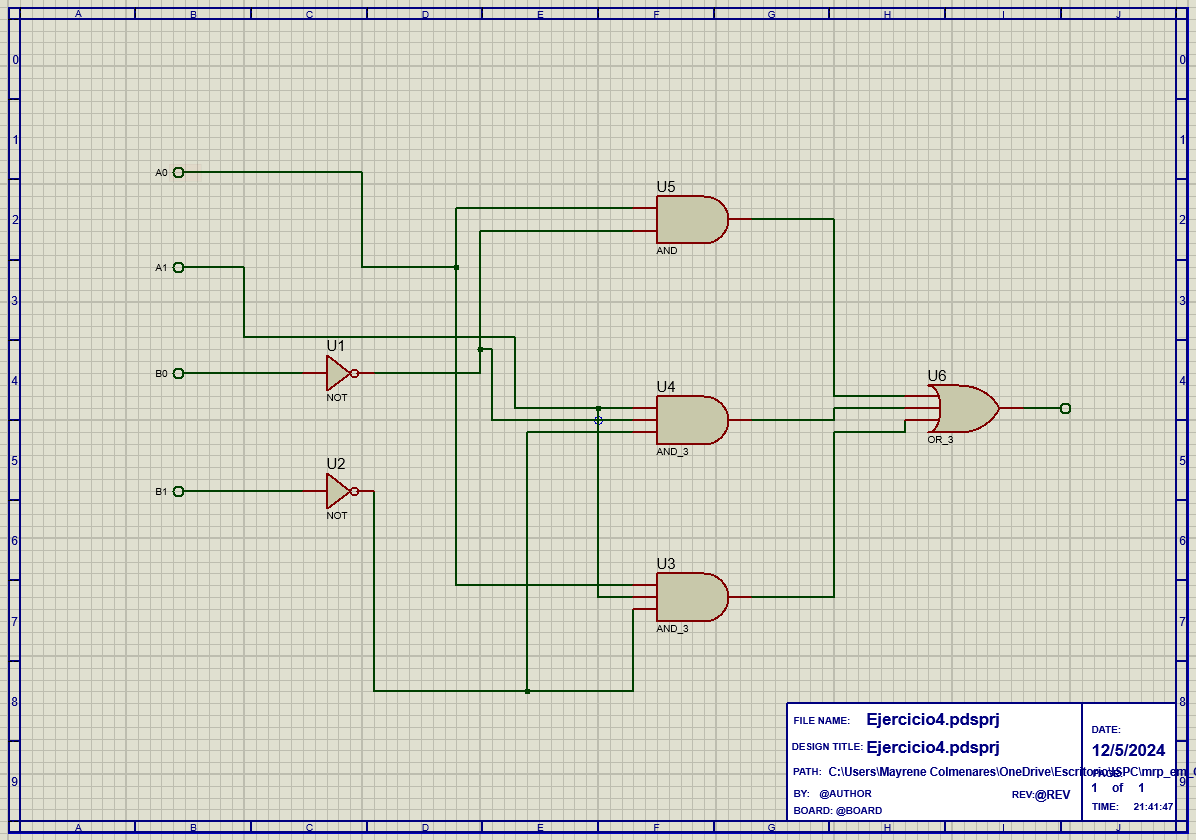 A B C D E F G H I J
0 0
A0
1 1
U5
AND
2 2
A1
3 3
U1
NOT
B0
4 4
U4
AND_3
U6
OR_3
5 5
U2
NOT
B1
6 6
U3
AND_3
7 7
8 8
FILE NAME: Ejercicio4.pdsprj
DATE:
DESIGN TITLE: Ejercicio4.pdsprj
12/5/2024
PATH: C:\Users\Mayrene Colmenares\OneDrive\Escritorio\ISPC\mrp_em_
PAGE:
9 9
BY: @AUTHOR
REV:@REV
1 of 1
BOARD: @BOARD
TIME: 21:41:47
A B C D E F G H I J